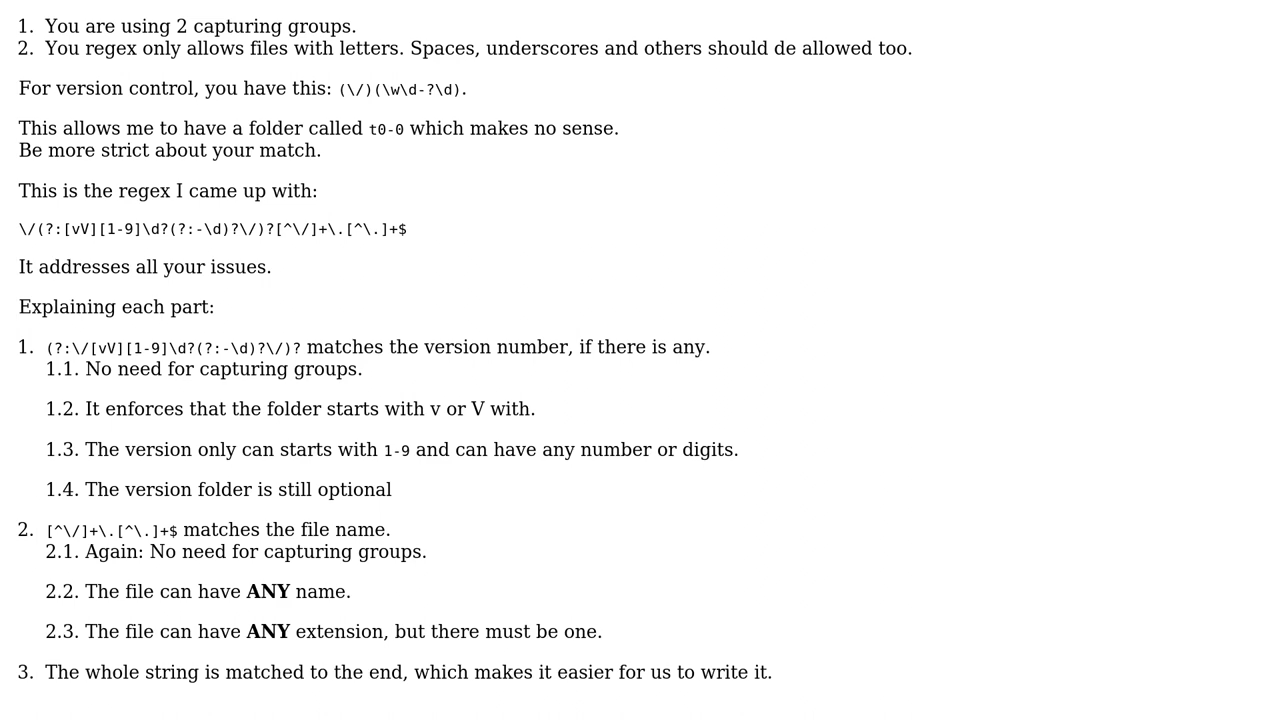 1. You are using 2 capturing groups.
2. You regex only allows files with letters. Spaces, underscores and others should de allowed too.
For version control, you have this: (\/)(\w\d-?\d).
This allows me to have a folder called t0-0 which makes no sense.
Be more strict about your match.
This is the regex I came up with:
\/(?:[vV][1-9]\d?(?:-\d)?\/)?[^\/]+\.[^\.]+$
It addresses all your issues.
Explaining each part:
1. (?:\/[vV][1-9]\d?(?:-\d)?\/)? matches the version number, if there is any.
1.1. No need for capturing groups.
1.2. It enforces that the folder starts with v or V with.
1.3. The version only can starts with 1-9 and can have any number or digits.
1.4. The version folder is still optional
2. [^\/]+\.[^\.]+$ matches the file name.
2.1. Again: No need for capturing groups.
2.2. The file can have ANY name.
2.3. The file can have ANY extension, but there must be one.
3. The whole string is matched to the end, which makes it easier for us to write it.